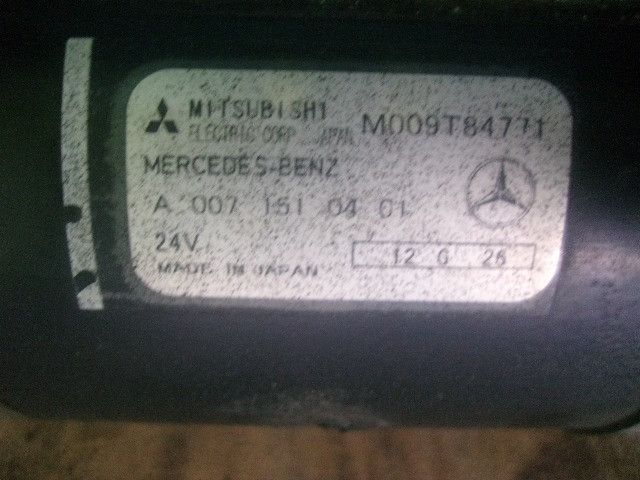 MITSUBISHI
ELECTRIC CORP. JAPAN M009T84771
MERCEDES-BENZ
A 007 151 04 01
24V
12 G 26
MADE IN JAPAN